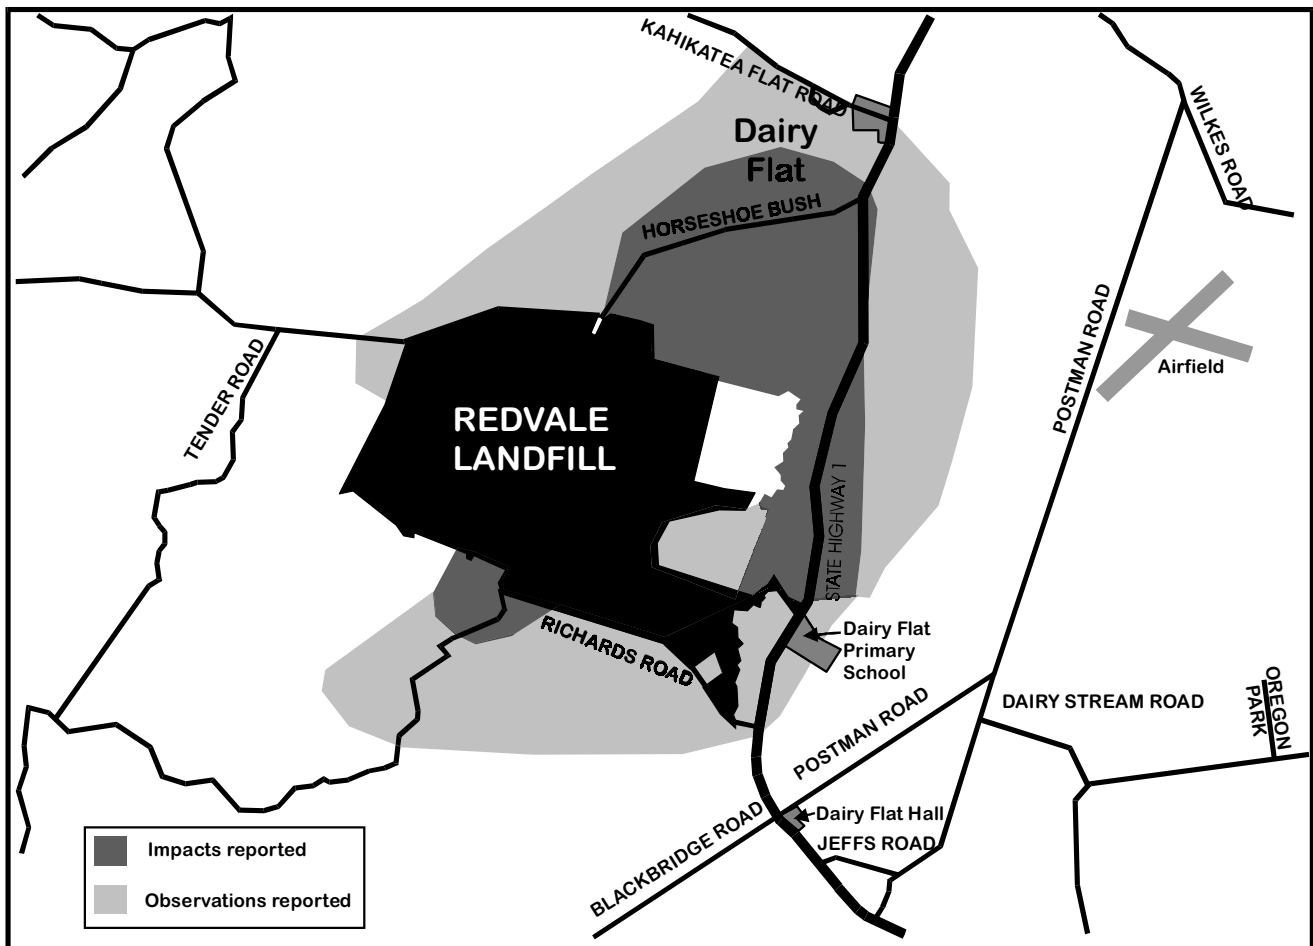 KAHIKATEA FLAT ROAD
WILKES ROAD
Dairy
Flat
HORSESHOE BUSH
POSTMAN ROAD
Airfield
TENDER ROAD
REDVALE
LANDFILL
STATE HIGHWAY 1
RICHARDS ROAD
Dairy Flat
Primary
School
OREGON
PARK
DAIRY STREAM ROAD
POSTMAN ROAD
Dairy Flat Hall
JEFFS ROAD
BLACKBRIDGE ROAD
Impacts reported
Observations reported